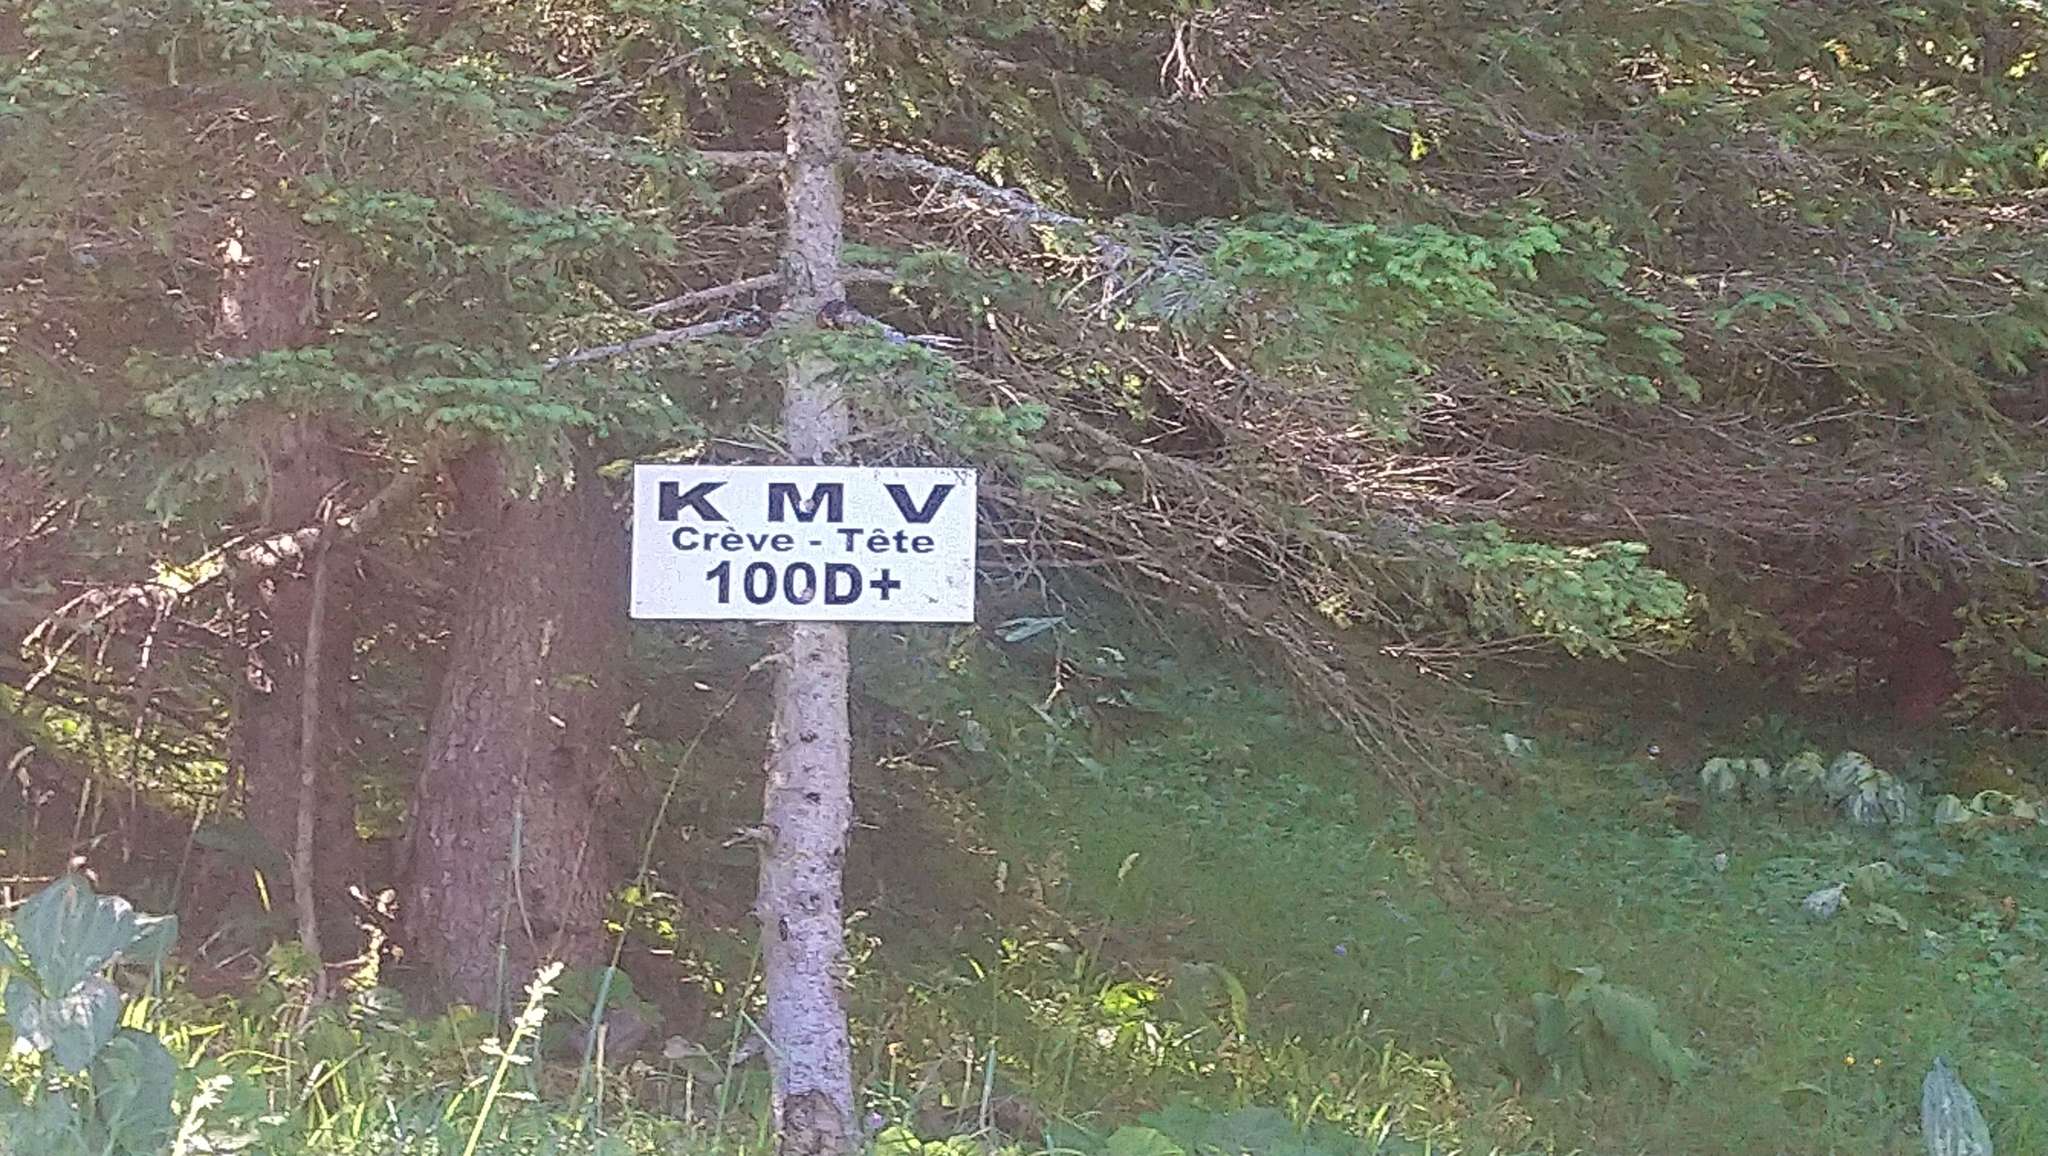 K M V
Crève - Tête
100D+